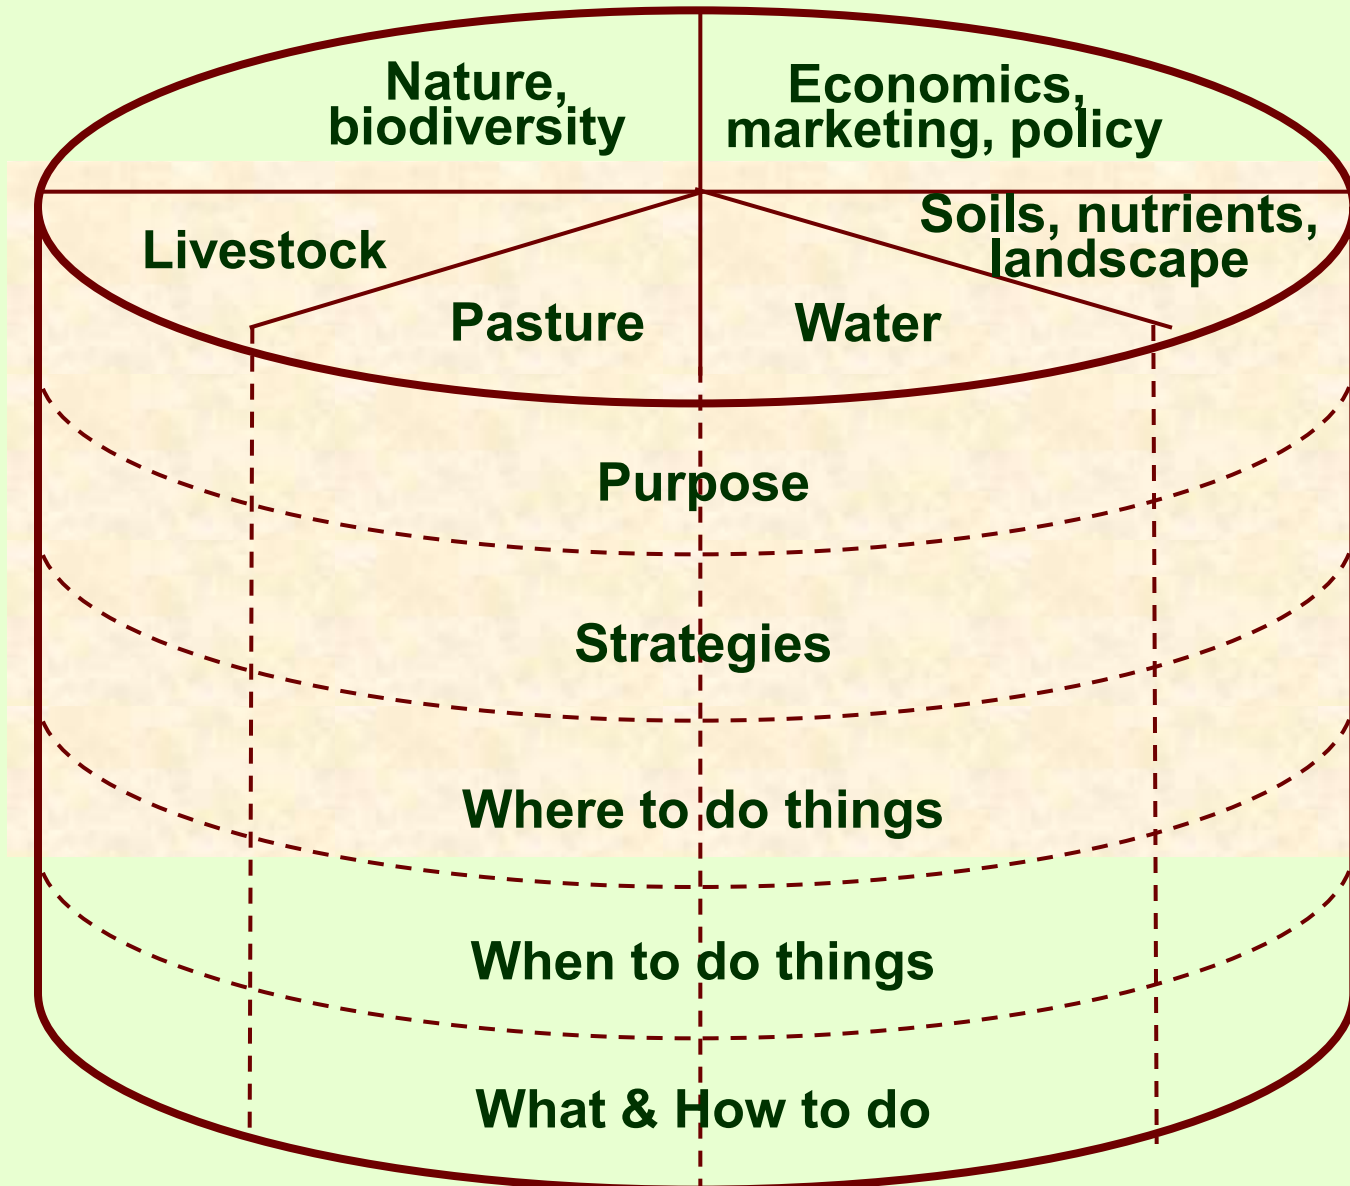 Nature,
biodiversity
Economics,
marketing, policy
Livestock
Soils, nutrients,
landscape
Pasture
Water
Purpose
Strategies
Where to do things
When to do things
What & How to do